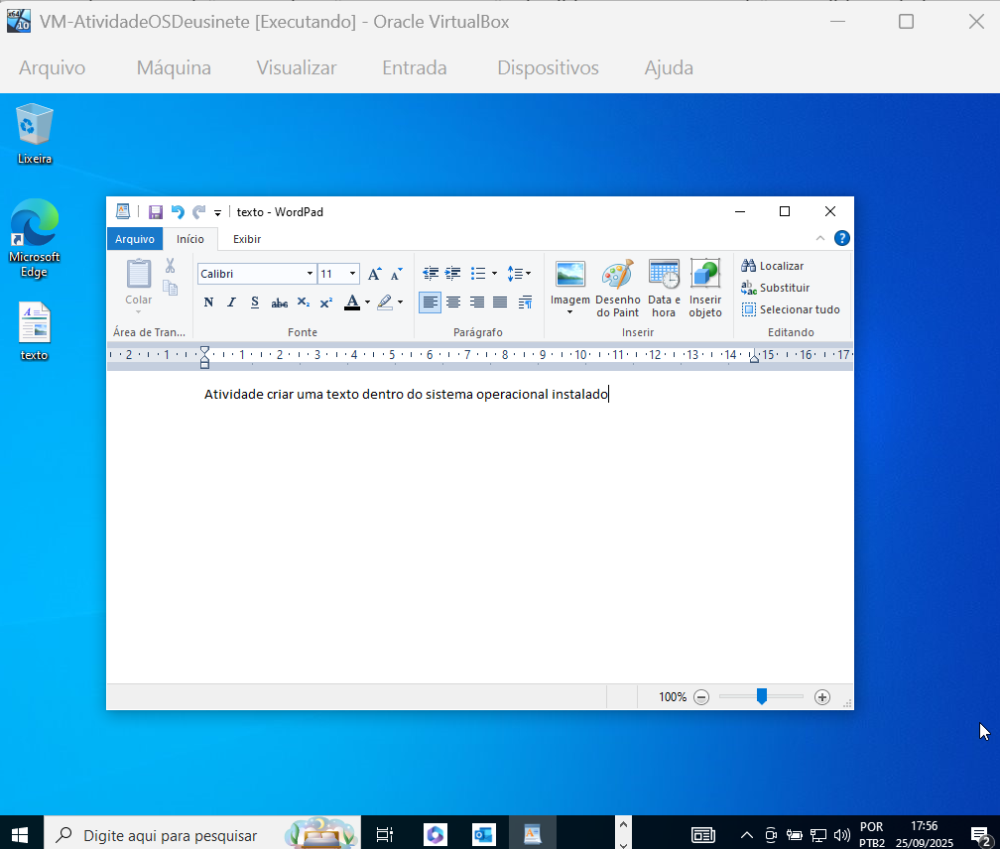 VM-AtividadeOSDeusinete [Executando] - Oracle VirtualBox
Arquivo Máquina Visualizar Entrada Dispositivos Ajuda
Lixeira
Microsoft
Edge
texto
texto - WordPad
Arquivo Início Exibir
Colar
Área de Tran...
Calibri 11
N I S abc X₂ X² A
Fonte
Parágrafo
Imagem
Desenho
do Paint
Data e
hora
Inserir
objeto
Inserir
Localizar
Substituir
Selecionar tudo
Editando
2 1 1 2 3 4 5 6 7 8 9 10 11 12 13 14 15 16 17
Atividade criar uma texto dentro do sistema operacional instalado
100%
Digite aqui para pesquisar
POR
PTB2
17:56
25/09/2025
2